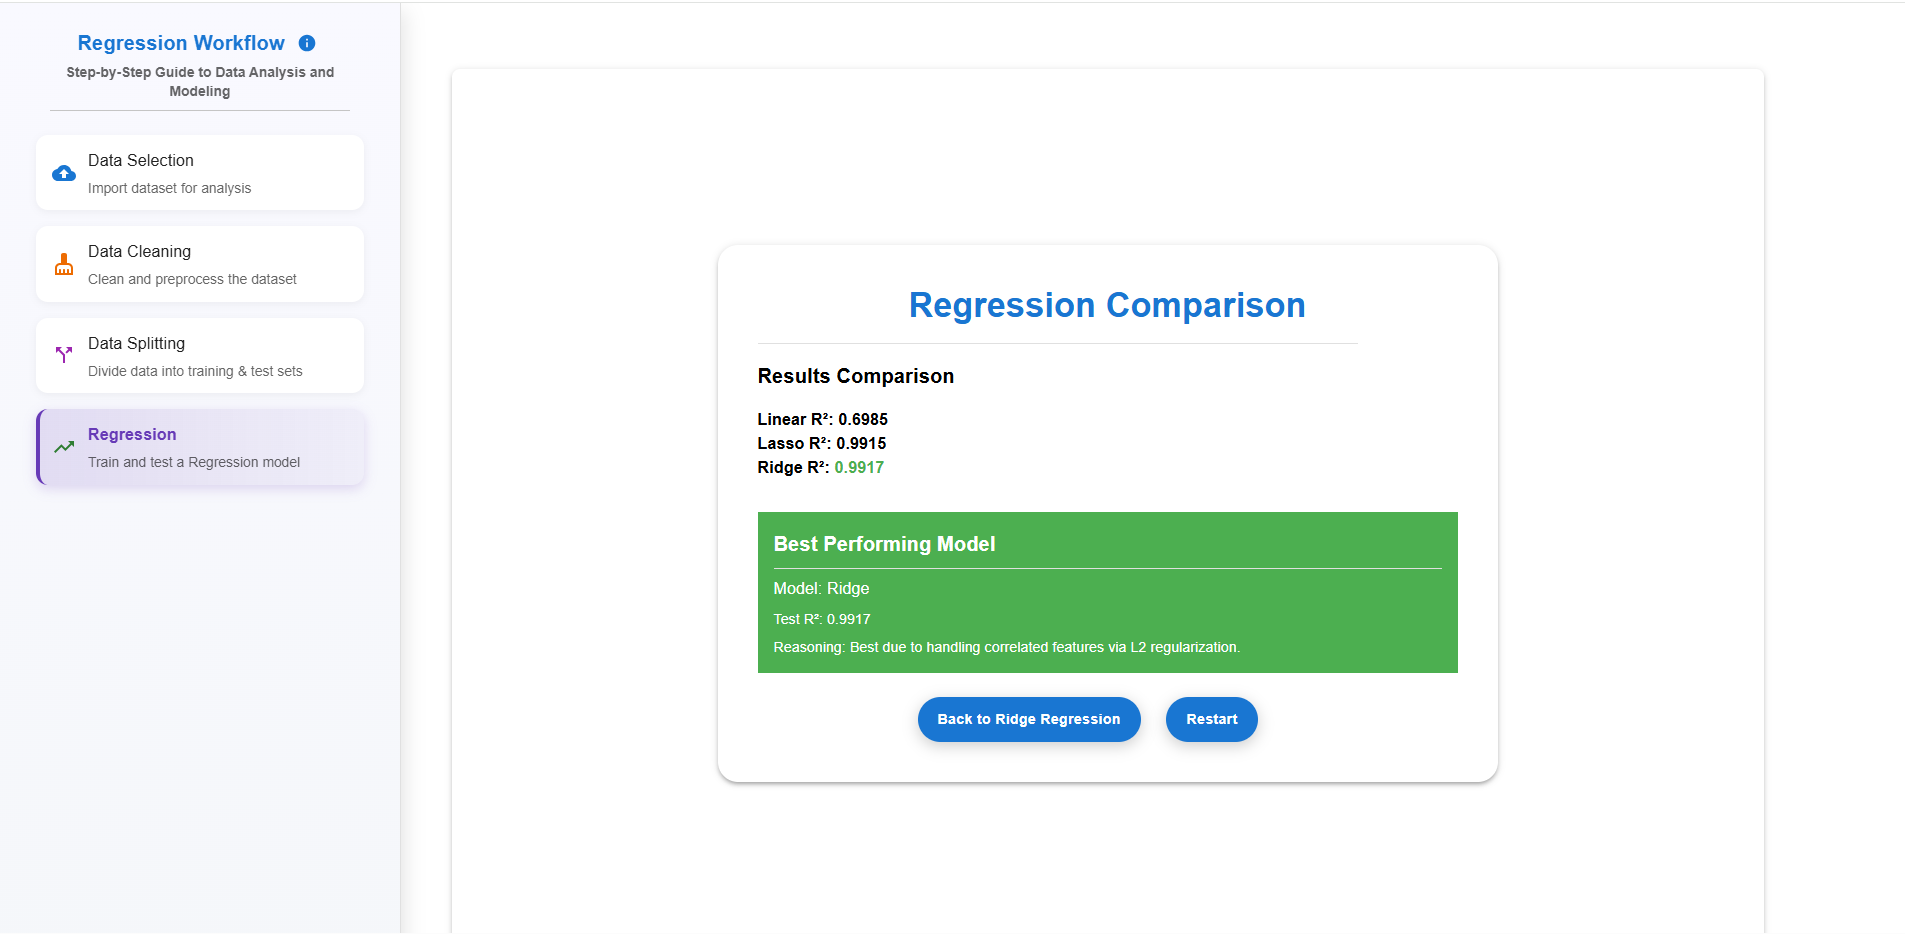 Regression Workflow
Step-by-Step Guide to Data Analysis and
Modeling
Data Selection
Import dataset for analysis
Data Cleaning
Clean and preprocess the dataset
Data Splitting
Divide data into training & test sets
Regression
Train and test a Regression model
Regression Comparison
Results Comparison
Linear R²: 0.6985
Lasso R²: 0.9915
Ridge R²: 0.9917
Best Performing Model
Model: Ridge
Test R²: 0.9917
Reasoning: Best due to handling correlated features via L2 regularization.
Back to Ridge Regression
Restart